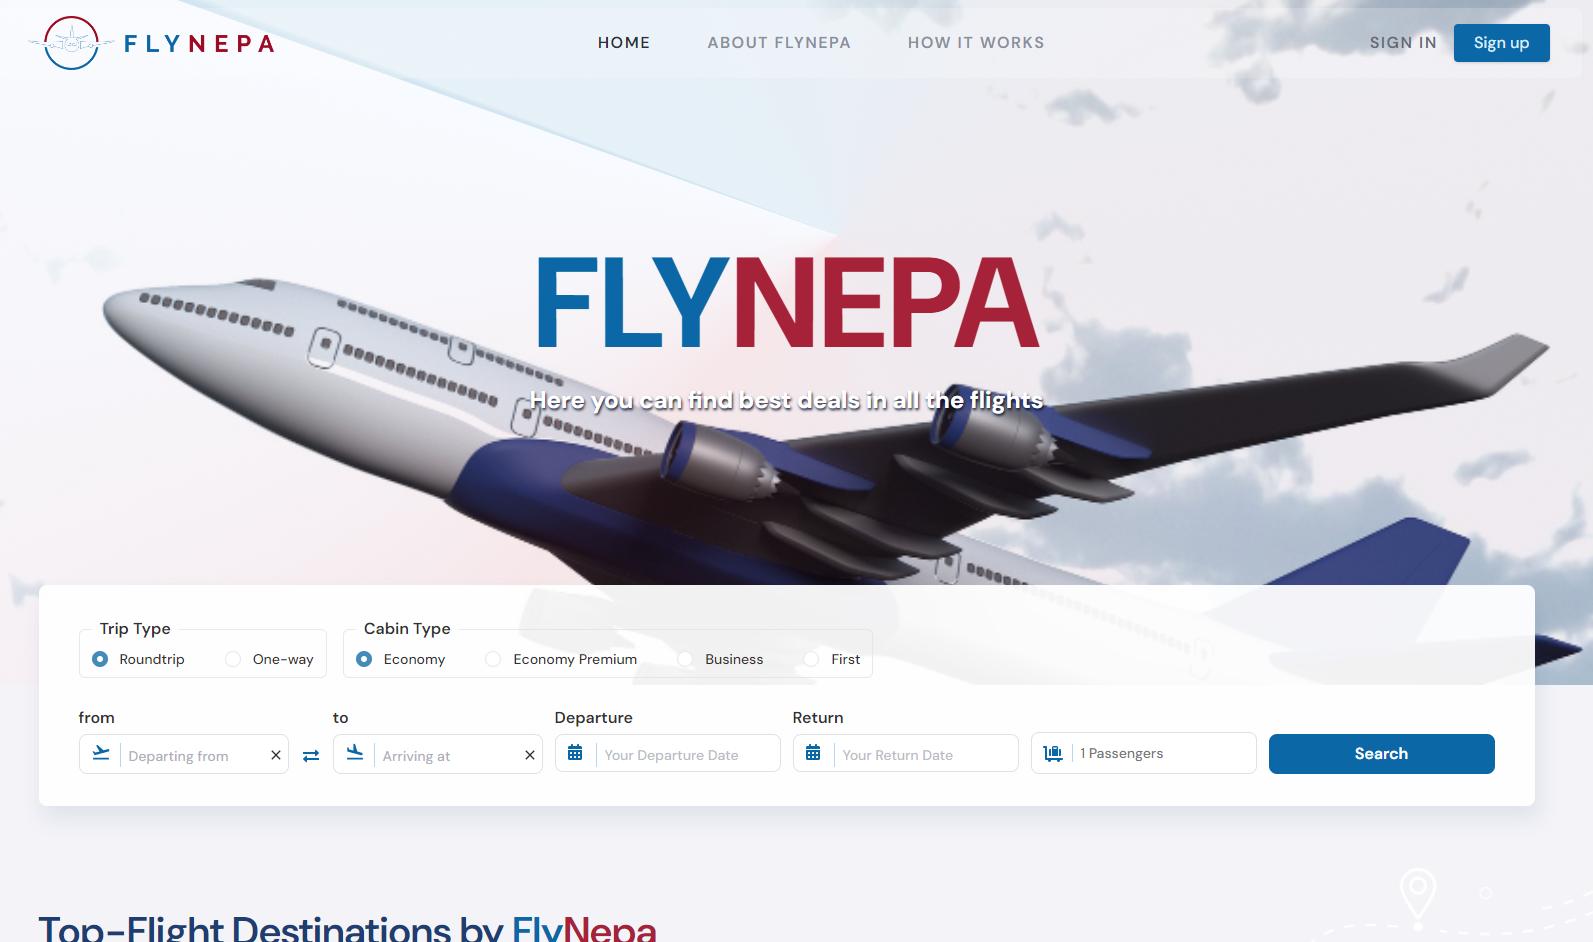 FLYNEPA
HOME
ABOUT FLYNEPA
HOW IT WORKS
SIGN IN
Sign up
FLYNEPA
Here you can find best deals in all the flights
Trip Type
Roundtrip
One-way
Cabin Type
Economy
Economy Premium
Business
First
from
Departing from
to
Arriving at
Departure
Your Departure Date
Return
Your Return Date
1 Passengers
Search
Top-Flight Destinations by FlyNepa